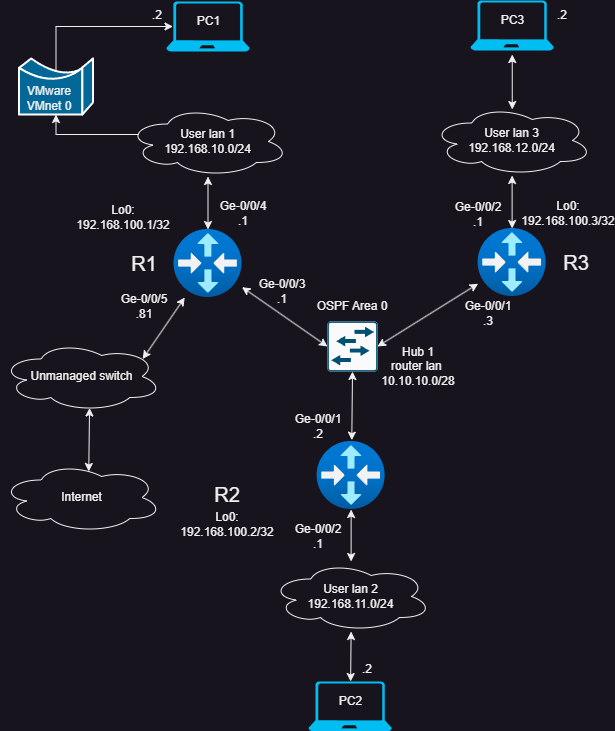 .2
PC1
PC3
.2
VMware
VMnet 0
User lan 1
192.168.10.0/24
User lan 3
192.168.12.0/24
Lo0:
192.168.100.1/32
Ge-0/0/4
.1
Ge-0/0/2
.1
Lo0:
192.168.100.3/32
R1
R3
Ge-0/0/5
.81
Ge-0/0/3
.1
OSPF Area 0
Ge-0/0/1
.3
Hub 1
router lan
10.10.10.0/28
Unmanaged switch
Ge-0/0/1
.2
Internet
R2
Lo0:
192.168.100.2/32
Ge-0/0/2
.1
User lan 2
192.168.11.0/24
.2
PC2